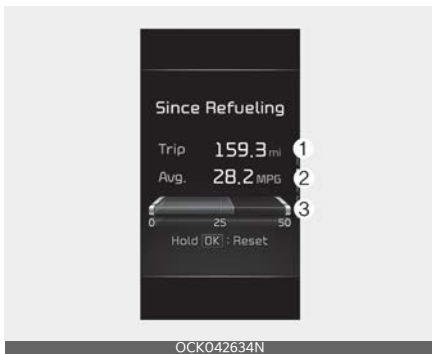 Since Refueling
Trip 159.3 mi ①
Avg. 28.2 MPG ②
③
0 25 50
Hold OK : Reset
OCK042634N